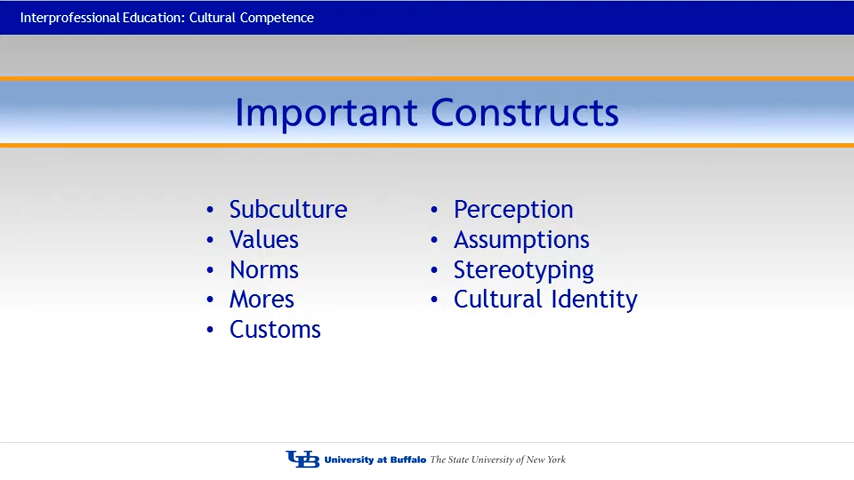 Interprofessional Education: Cultural Competence
Important Constructs
• Subculture
• Values
• Norms
• Mores
• Customs
• Perception
• Assumptions
• Stereotyping
• Cultural Identity
UB University at Buffalo The State University of New York